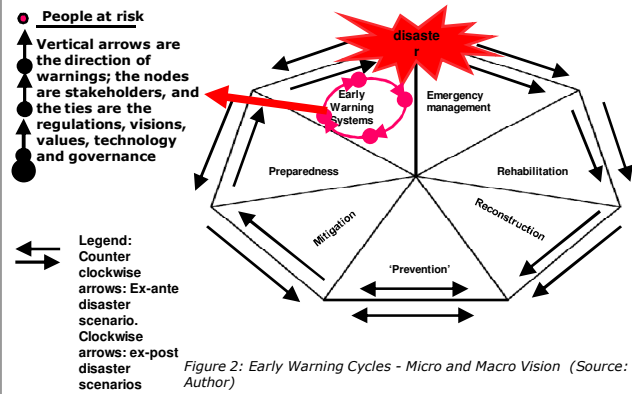 People at risk
Vertical arrows are
the direction of
warnings; the nodes
are stakeholders, and
the ties are the
regulations, visions,
values, technology
and governance
disaste
r
Early
Warning
Systems
Emergency
management
Preparedness
Rehabilitation
Mitigation
Reconstruction
‘Prevention’
Legend:
Counter
clockwise
arrows: Ex-ante
disaster
scenario.
Clockwise
arrows: ex-post
disaster
scenarios
Figure 2: Early Warning Cycles - Micro and Macro Vision (Source:
Author)